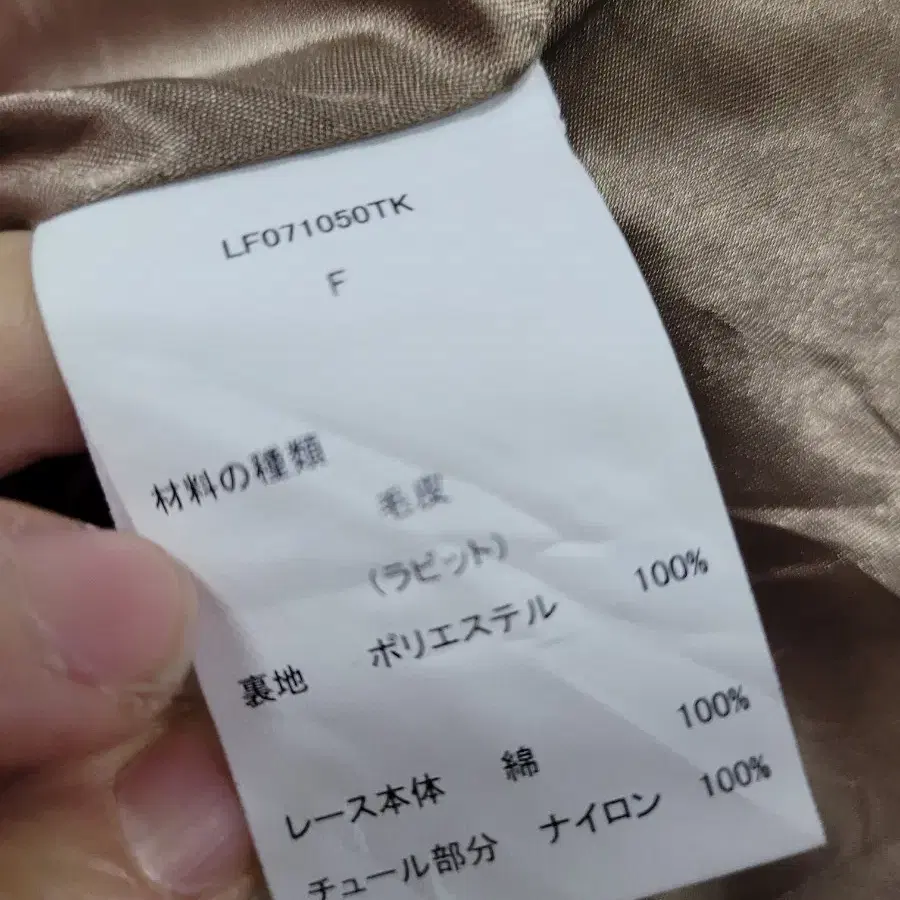 LF071050TK
F
材料の種類
毛皮
(ラビット)
裏地 ポリエステル 100%
レース本体 綿 100%
チュール部分 ナイロン 100%